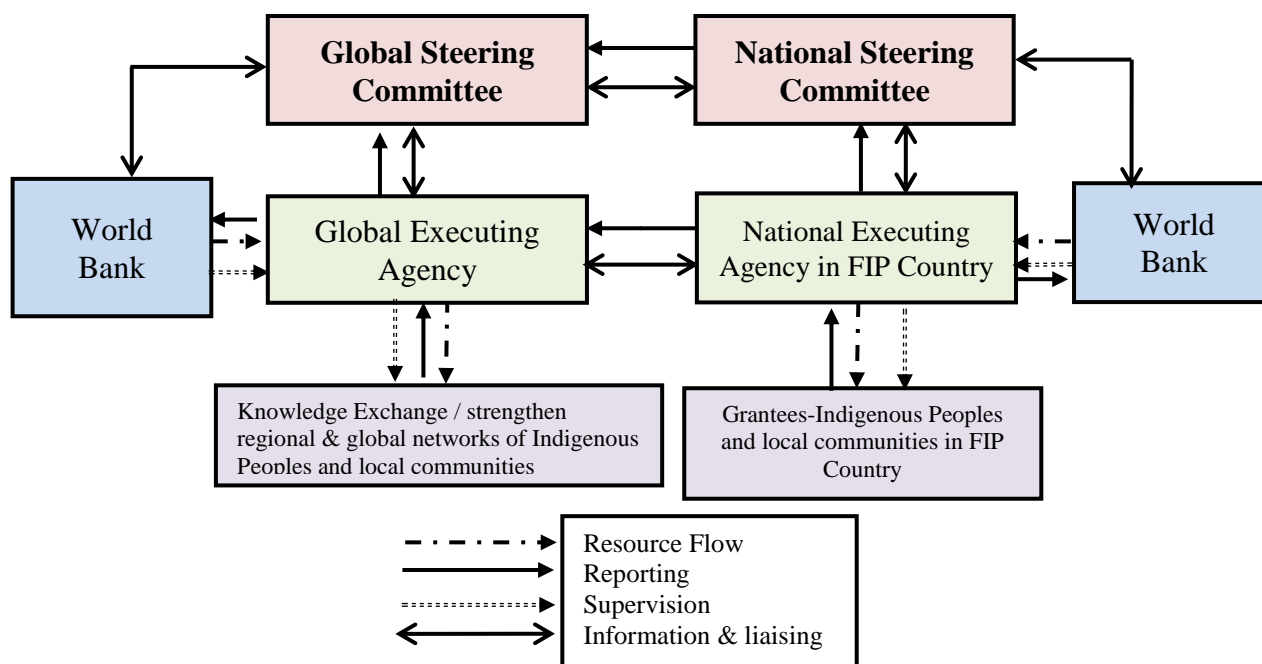 Global Steering
Committee
National Steering
Committee
World
Bank
Global Executing
Agency
National Executing
Agency in FIP Country
World
Bank
Knowledge Exchange / strengthen
regional & global networks of Indigenous
Peoples and local communities
Grantees-Indigenous Peoples
and local communities in FIP
Country
Resource Flow
Reporting
Supervision
Information & liaising